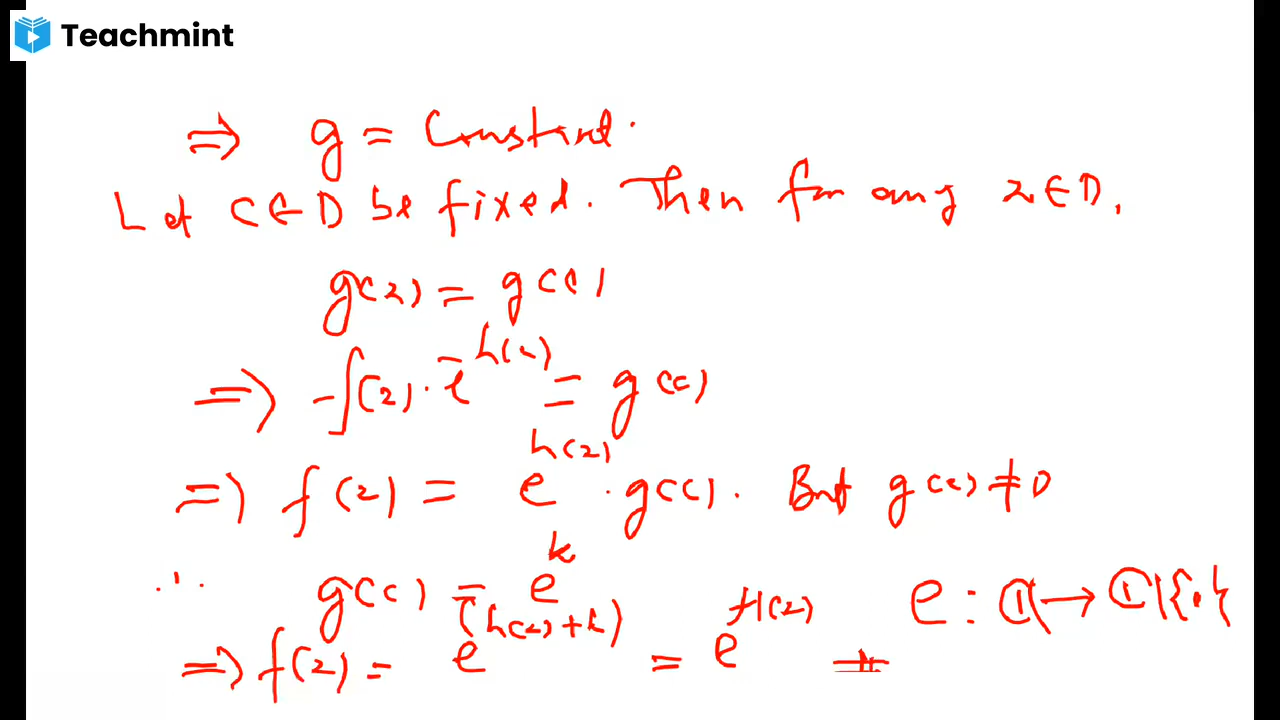 Teachmint
⇒ g = Constant.
Let c ∈ D be fixed. Then for any z ∈ D,
g(z) = g(c)
⇒ f(z) · e^{-h(z)} = g(c)
⇒ f(z) = e^{h(z)} · g(c). But g(c) ≠ 0
∴ g(c) = e^k e : ℂ → ℂ\{0}
⇒ f(z) = e^{(h(z)+k)} = e^{H(z)}